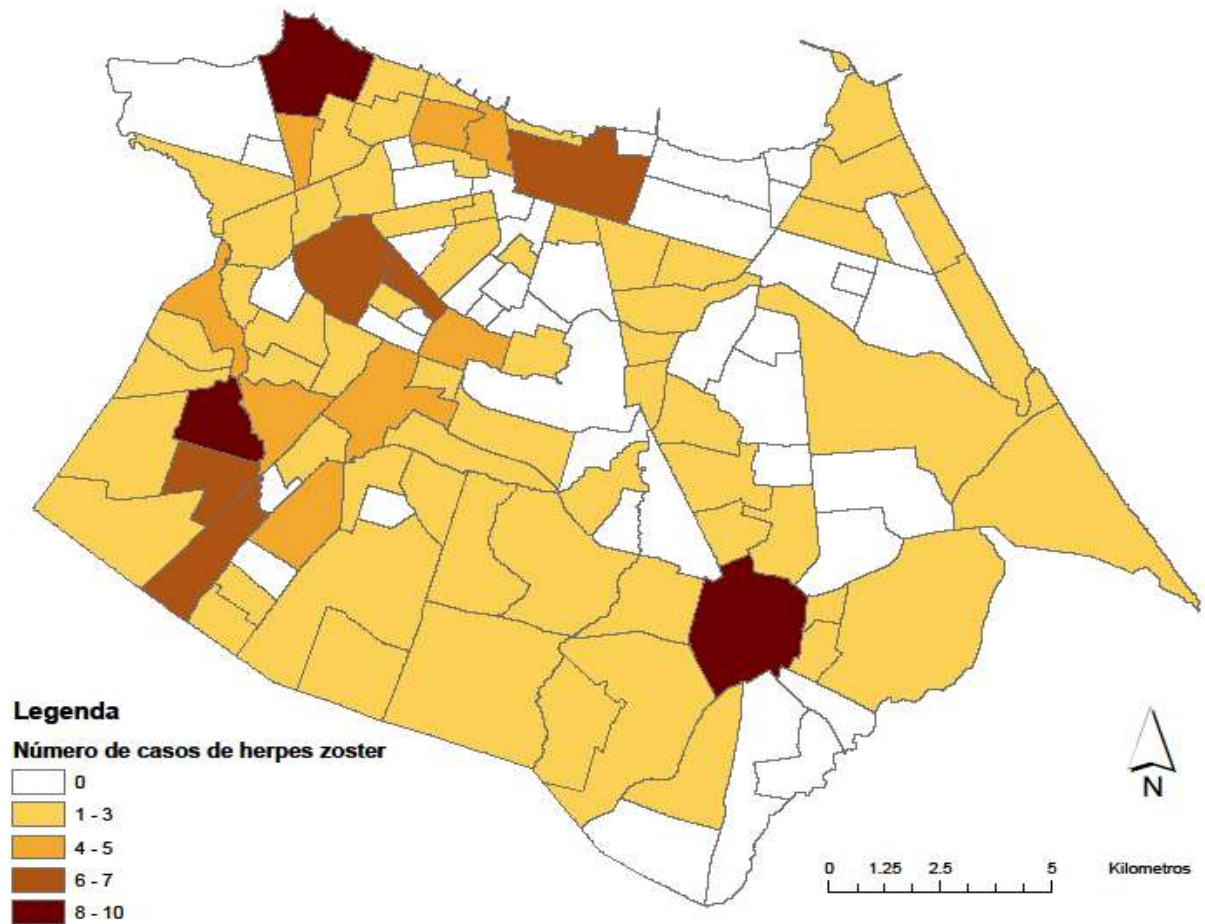 Legenda
Número de casos de herpes zoster
0
1 - 3
4 - 5
6 - 7
8 - 10
N
0 1.25 2.5 5 Kilometros